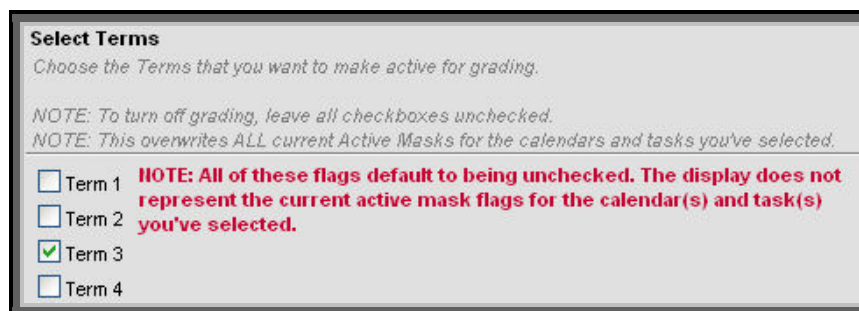 Select Terms
Choose the Terms that you want to make active for grading.
NOTE: To turn off grading, leave all checkboxes unchecked.
NOTE: This overwrites ALL current Active Masks for the calendars and tasks you've selected.
Term 1
NOTE: All of these flags default to being unchecked. The display does not
represent the current active mask flags for the calendar(s) and task(s)
you've selected.
Term 2
Term 3
Term 4